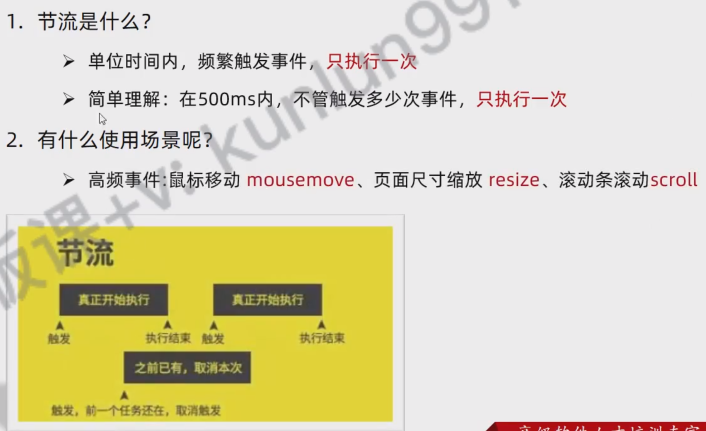 1. 节流是什么？
➢ 单位时间内，频繁触发事件，只执行一次
➢ 简单理解：在500ms内，不管触发多少次事件，只执行一次
2. 有什么使用场景呢？
➢ 高频事件:鼠标移动 mousemove、页面尺寸缩放 resize、滚动条滚动scroll
节流
真正开始执行 真正开始执行
触发 执行结束 触发 执行结束
之前已有，取消本次
触发，前一个任务还在，取消触发
版课+v: kunlun991